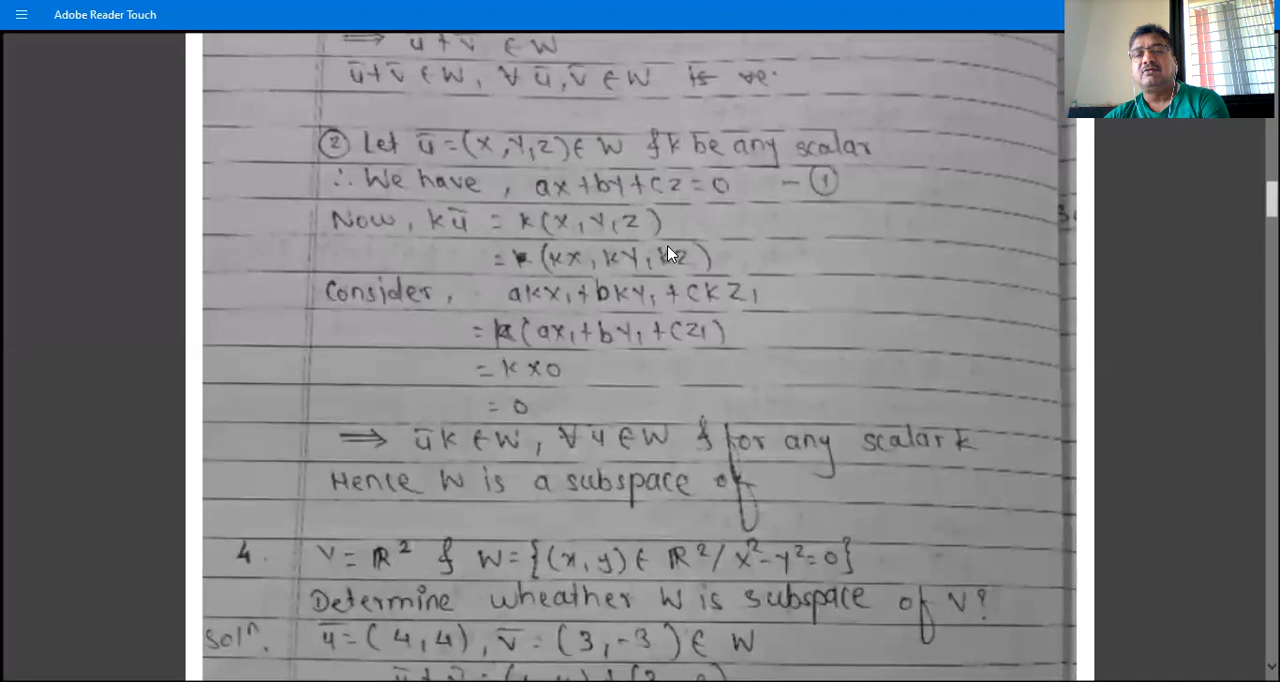 Adobe Reader Touch
⟹ ū + v̄ ∈ W
ū+v̄ ∈ W, ∀ ū,v̄ ∈ W is ve.
② Let ū = (x,y,z) ∈ W & k be any scalar
∴ We have, ax+by+cz=0 - ①
Now, kū = k(x,y,z)
= (kx, ky, kz)
Consider, akx₁+bky₁+ckz₁
= k(ax₁+by₁+cz₁)
= k×0
= 0
⟹ ūk ∈ W, ∀ ū ∈ W & for any scalar k
Hence W is a subspace of
4. V = ℝ² & W = {(x,y) ∈ ℝ² / x²-y²=0}
Determine wheather W is subspace of V?
Solⁿ. ū = (4,4), v̄ = (3,-3) ∈ W